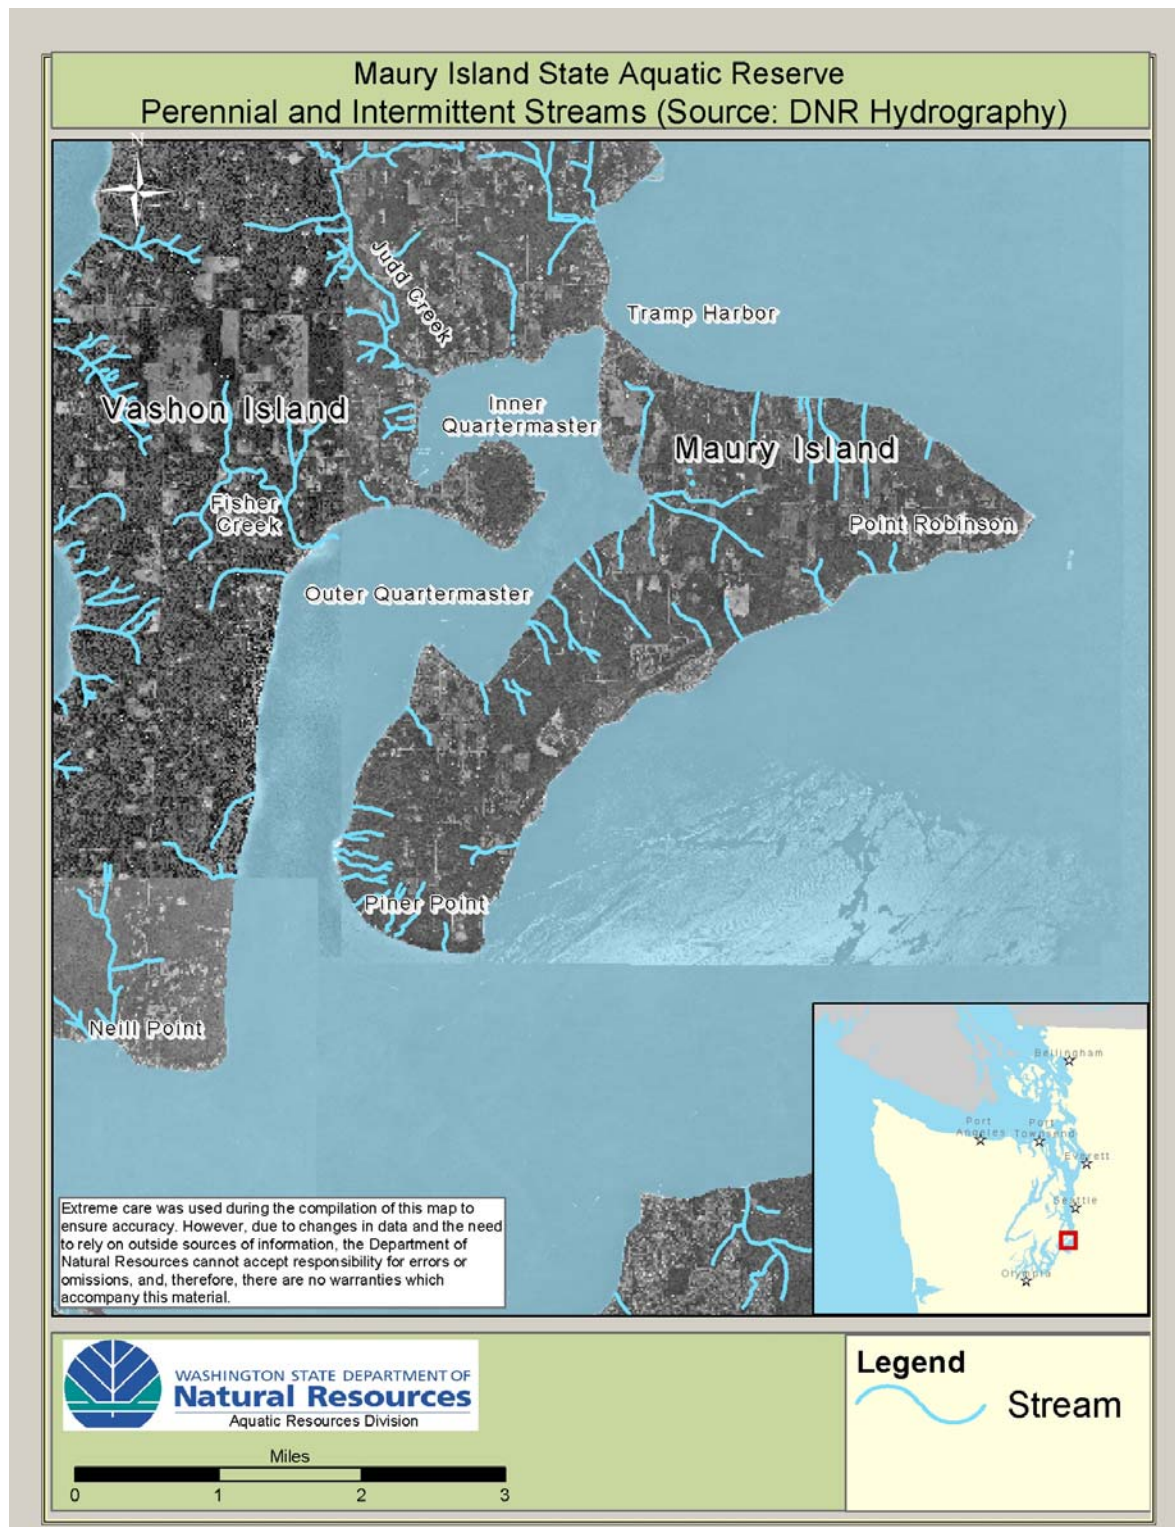 Maury Island State Aquatic Reserve
Perennial and Intermittent Streams (Source: DNR Hydrography)
N
Judd Creek
Tramp Harbor
Vashon Island
Inner
Quartermaster
Maury Island
Fisher
Creek
Point Robinson
Outer Quartermaster
Piner Point
Neill Point
Bellingham
Port
Angeles
Port
Townsend
Everett
Seattle
Olympia
Extreme care was used during the compilation of this map to
ensure accuracy. However, due to changes in data and the need
to rely on outside sources of information, the Department of
Natural Resources cannot accept responsibility for errors or
omissions, and, therefore, there are no warranties which
accompany this material.
WASHINGTON STATE DEPARTMENT OF
Natural Resources
Aquatic Resources Division
Miles
0 1 2 3
Legend
Stream